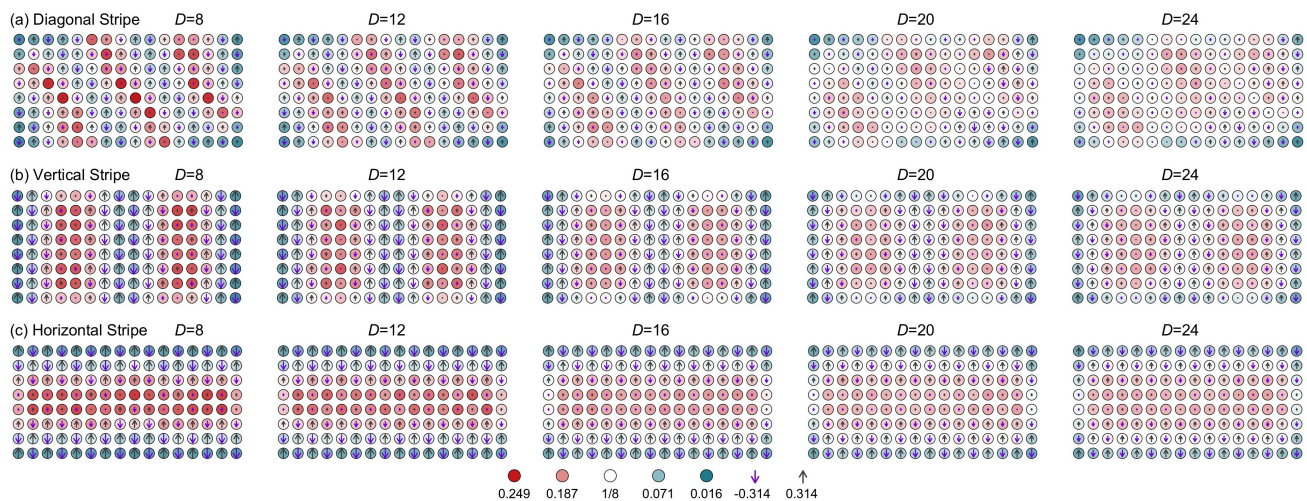 (a) Diagonal Stripe D=8 D=12 D=16 D=20 D=24
(b) Vertical Stripe D=8 D=12 D=16 D=20 D=24
(c) Horizontal Stripe D=8 D=12 D=16 D=20 D=24
0.249 0.187 1/8 0.071 0.016 -0.314 0.314